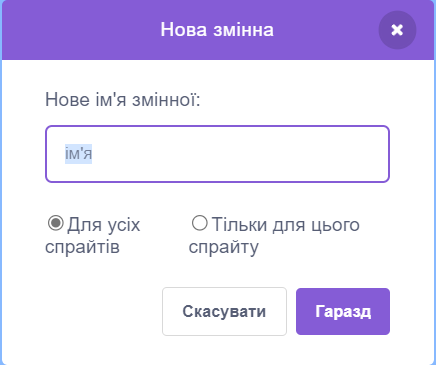 Нова змінна
Нове ім'я змінної:
ім'я
Для усіх Тільки для цього
спрайтів спрайту
Скасувати Гаразд